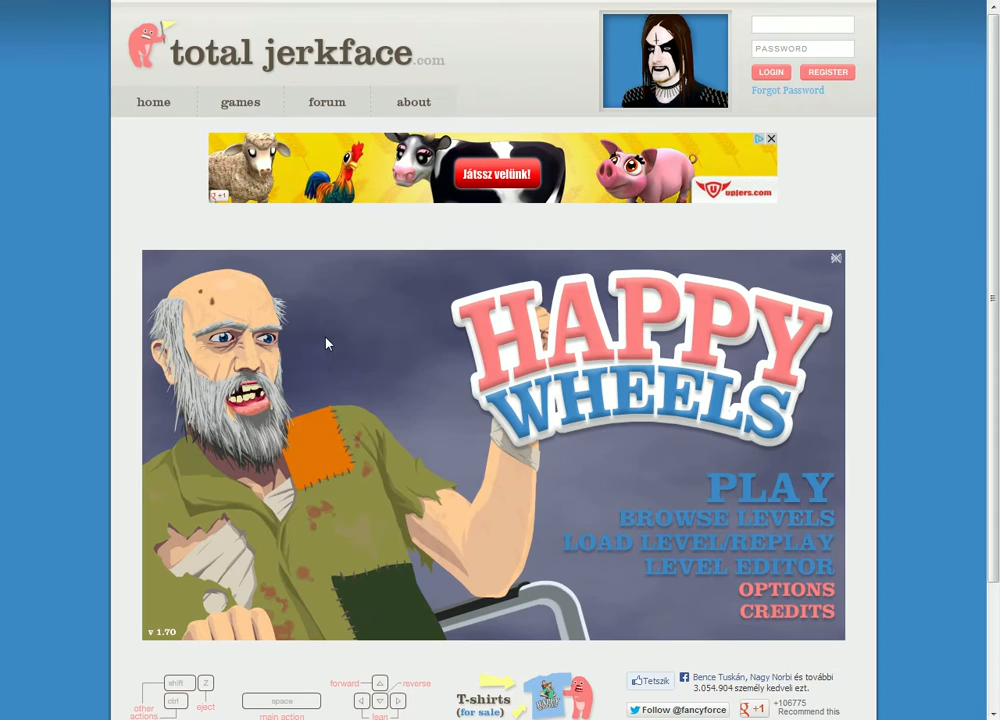 total jerkface.com
PASSWORD
LOGIN
REGISTER
Forgot Password
home
games
forum
about
Játssz velünk!
upjers.com
g +1
HAPPY
WHEELS
PLAY
BROWSE LEVELS
LOAD LEVEL/REPLAY
LEVEL EDITOR
OPTIONS
CREDITS
v 1.70
shift
Z
ctrl
eject
other
actions
space
main action
forward
reverse
lean
T-shirts
(for sale)
Tetszik
Bence Tuskán, Nagy Norbi és további
3.054.904 személy kedveli ezt.
Follow @fancyforce
g +1
+106775
Recommend this